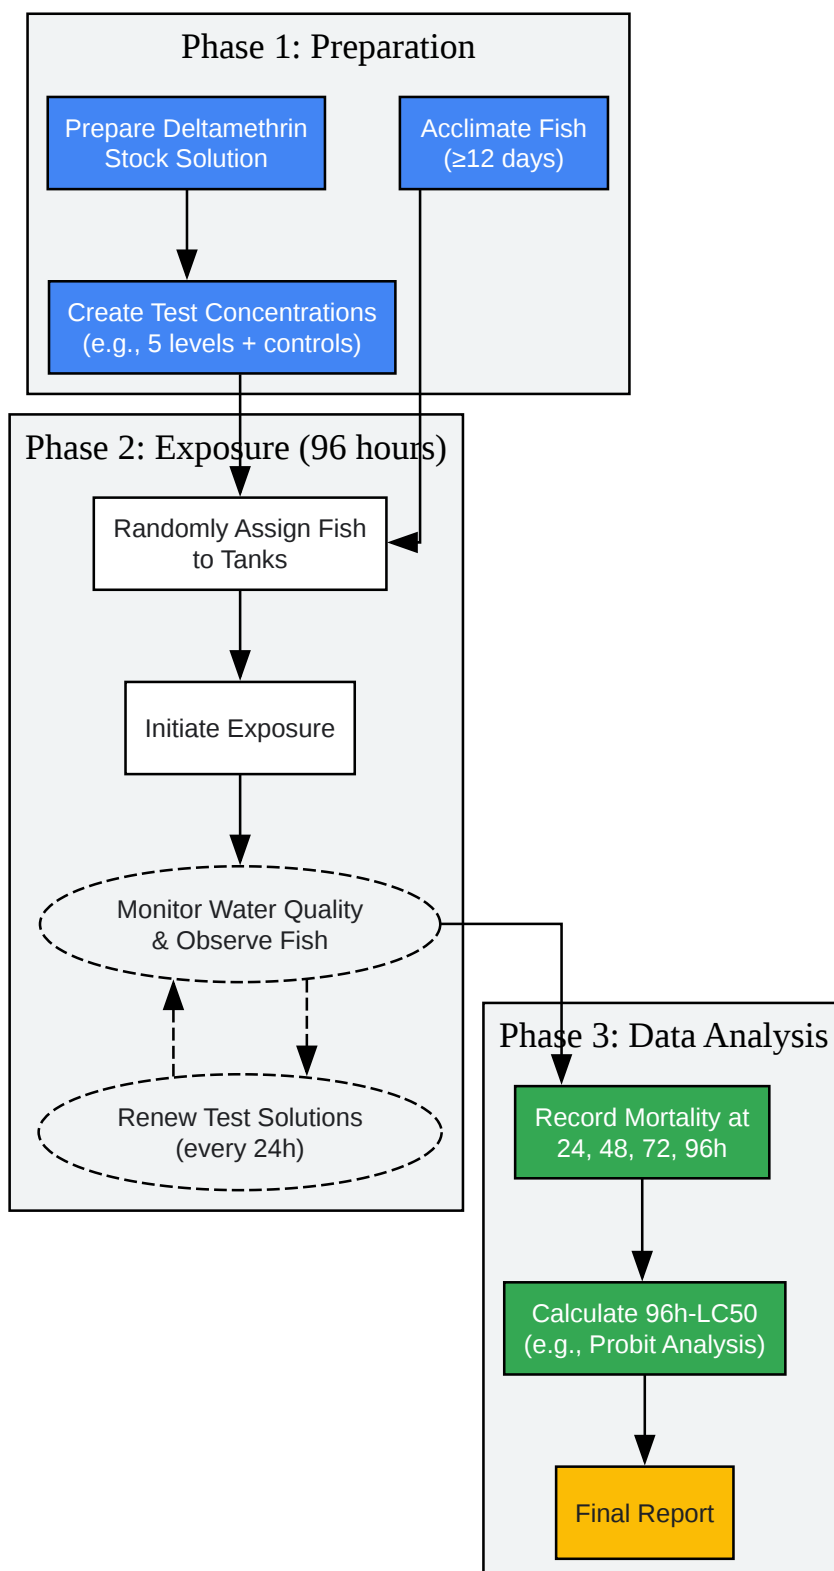 Phase 1: Preparation
Prepare Deltamethrin
Stock Solution
Acclimate Fish
(≥12 days)
Create Test Concentrations
(e.g., 5 levels + controls)
Phase 2: Exposure (96 hours)
Randomly Assign Fish
to Tanks
Initiate Exposure
Monitor Water Quality
& Observe Fish
Renew Test Solutions
(every 24h)
Phase 3: Data Analysis
Record Mortality at
24, 48, 72, 96h
Calculate 96h-LC50
(e.g., Probit Analysis)
Final Report